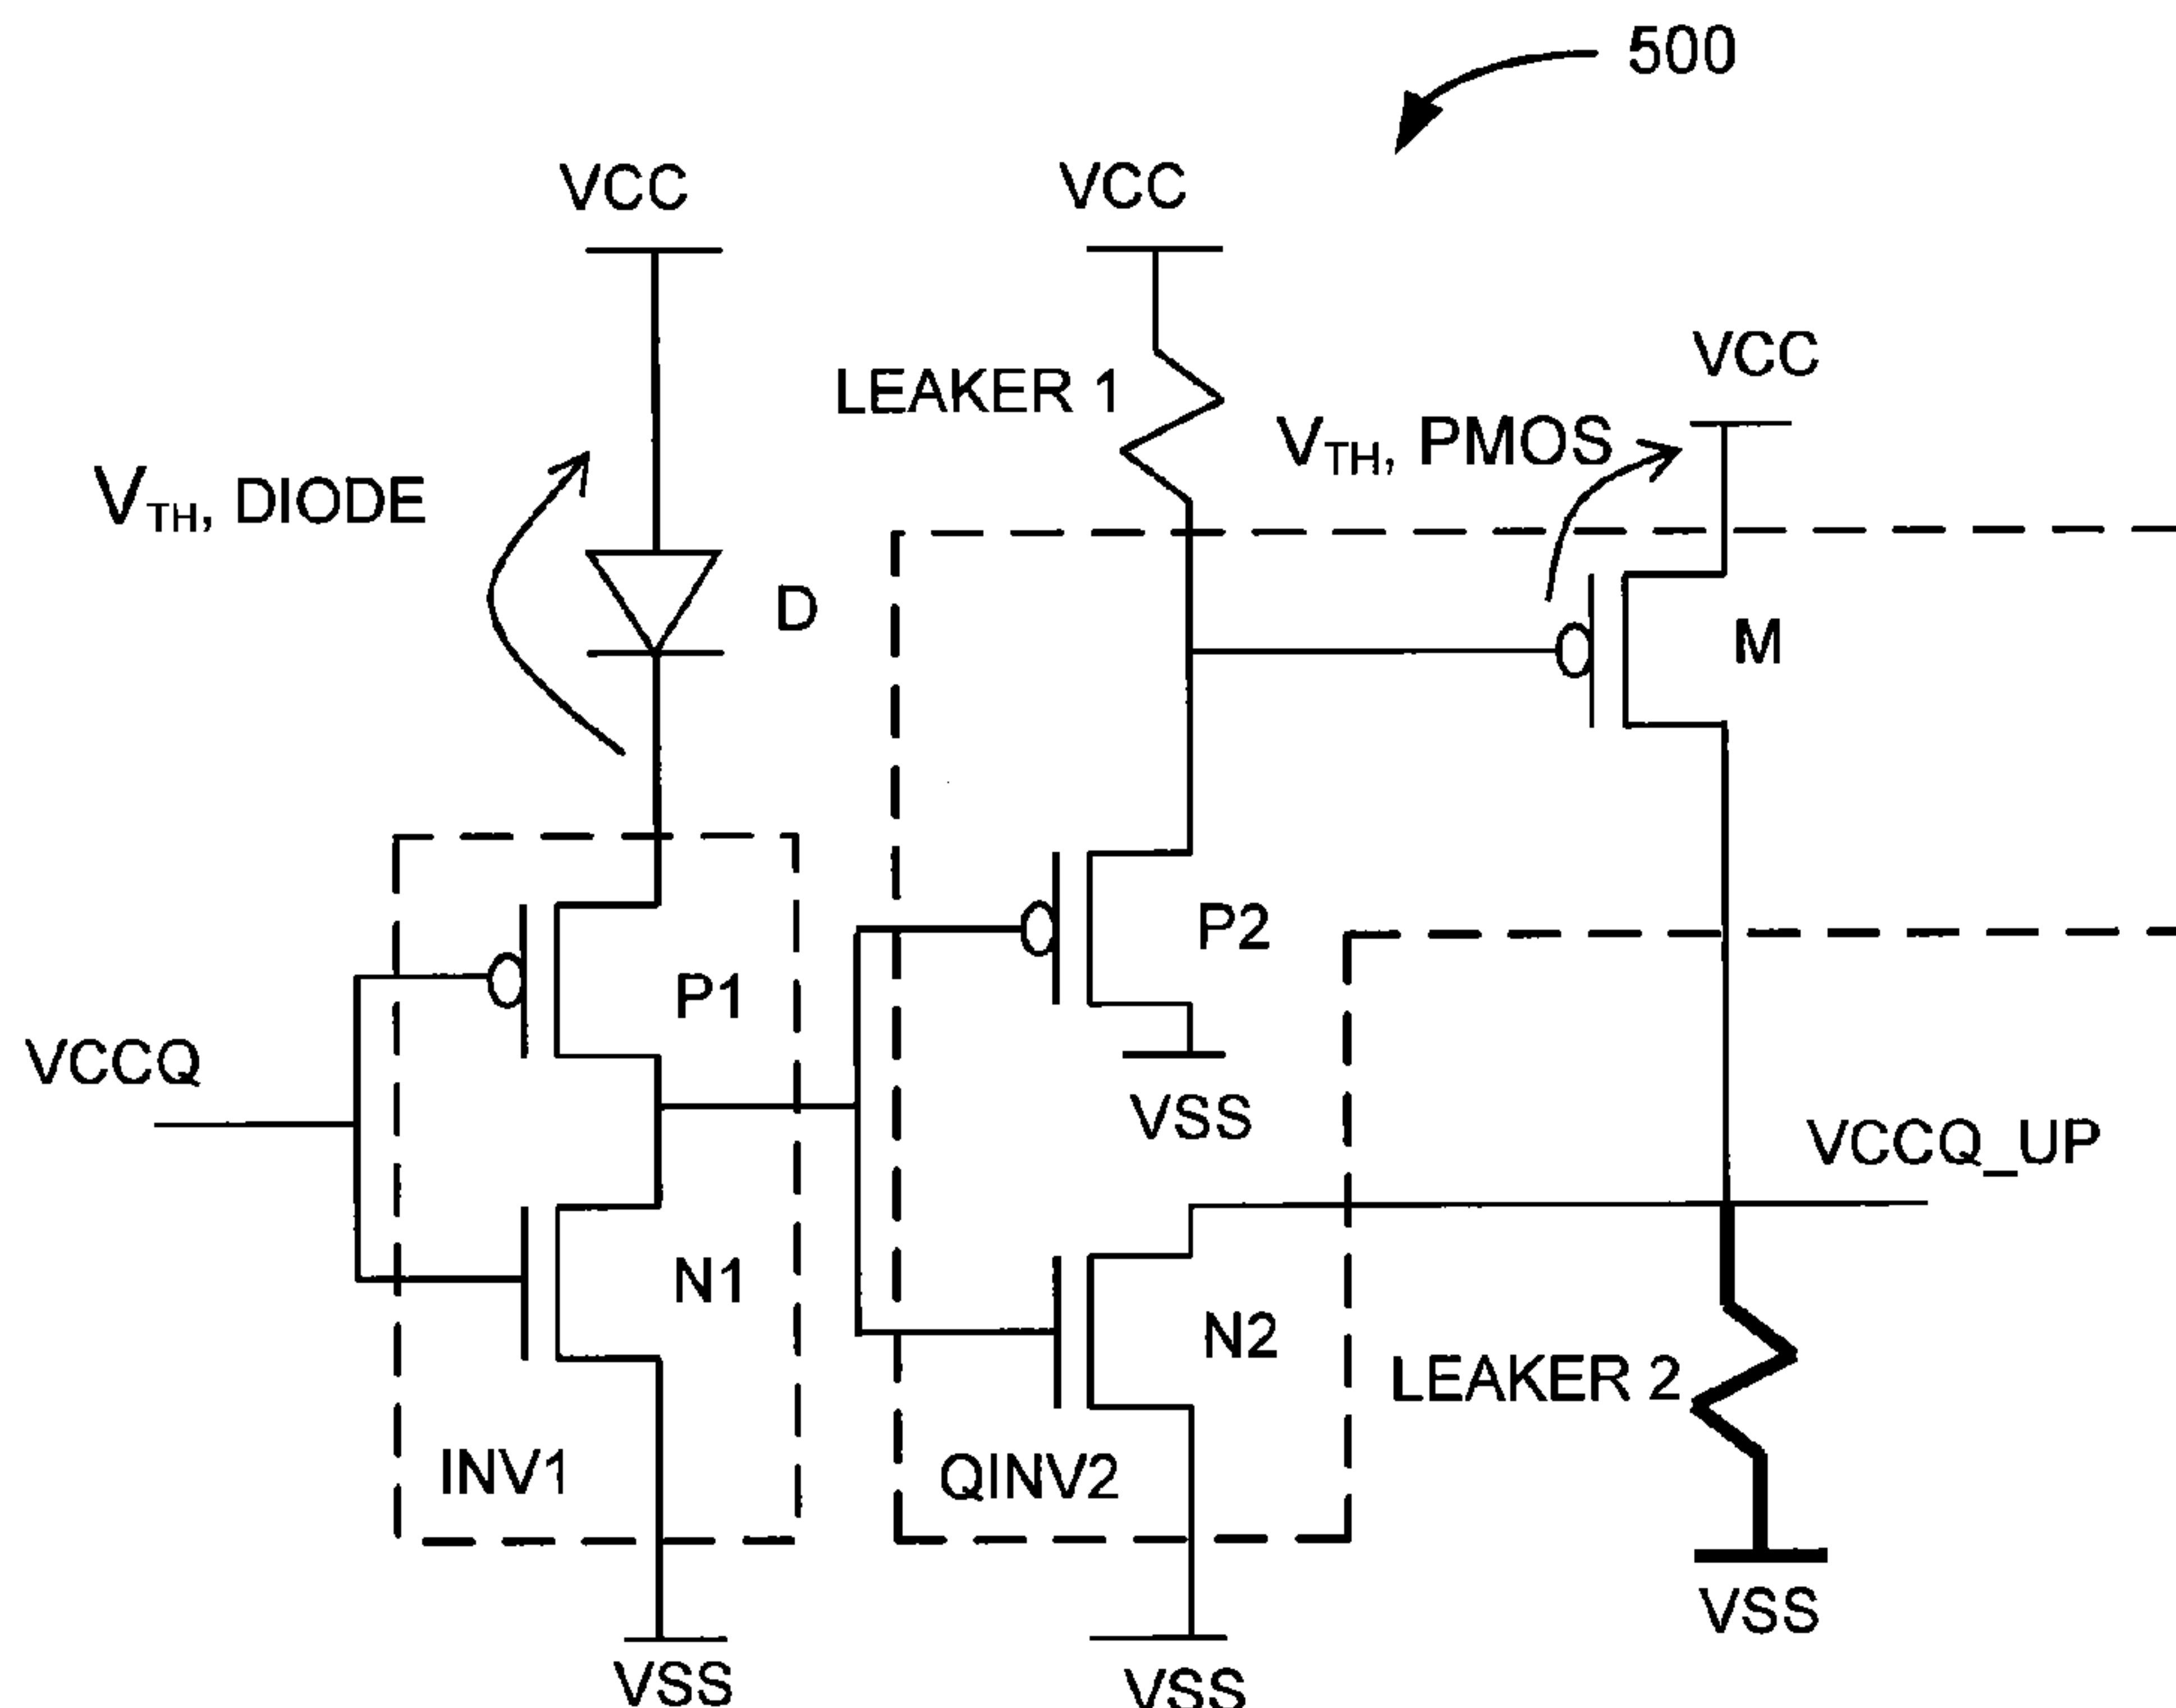 500
VCC
VCC
VCC
LEAKER 1
VTH, PMOS
VTH, DIODE
D
M
P2
P1
VCCQ
VSS
VCCQ_UP
N1
N2
LEAKER 2
INV1
QINV2
VSS
VSS
VSS